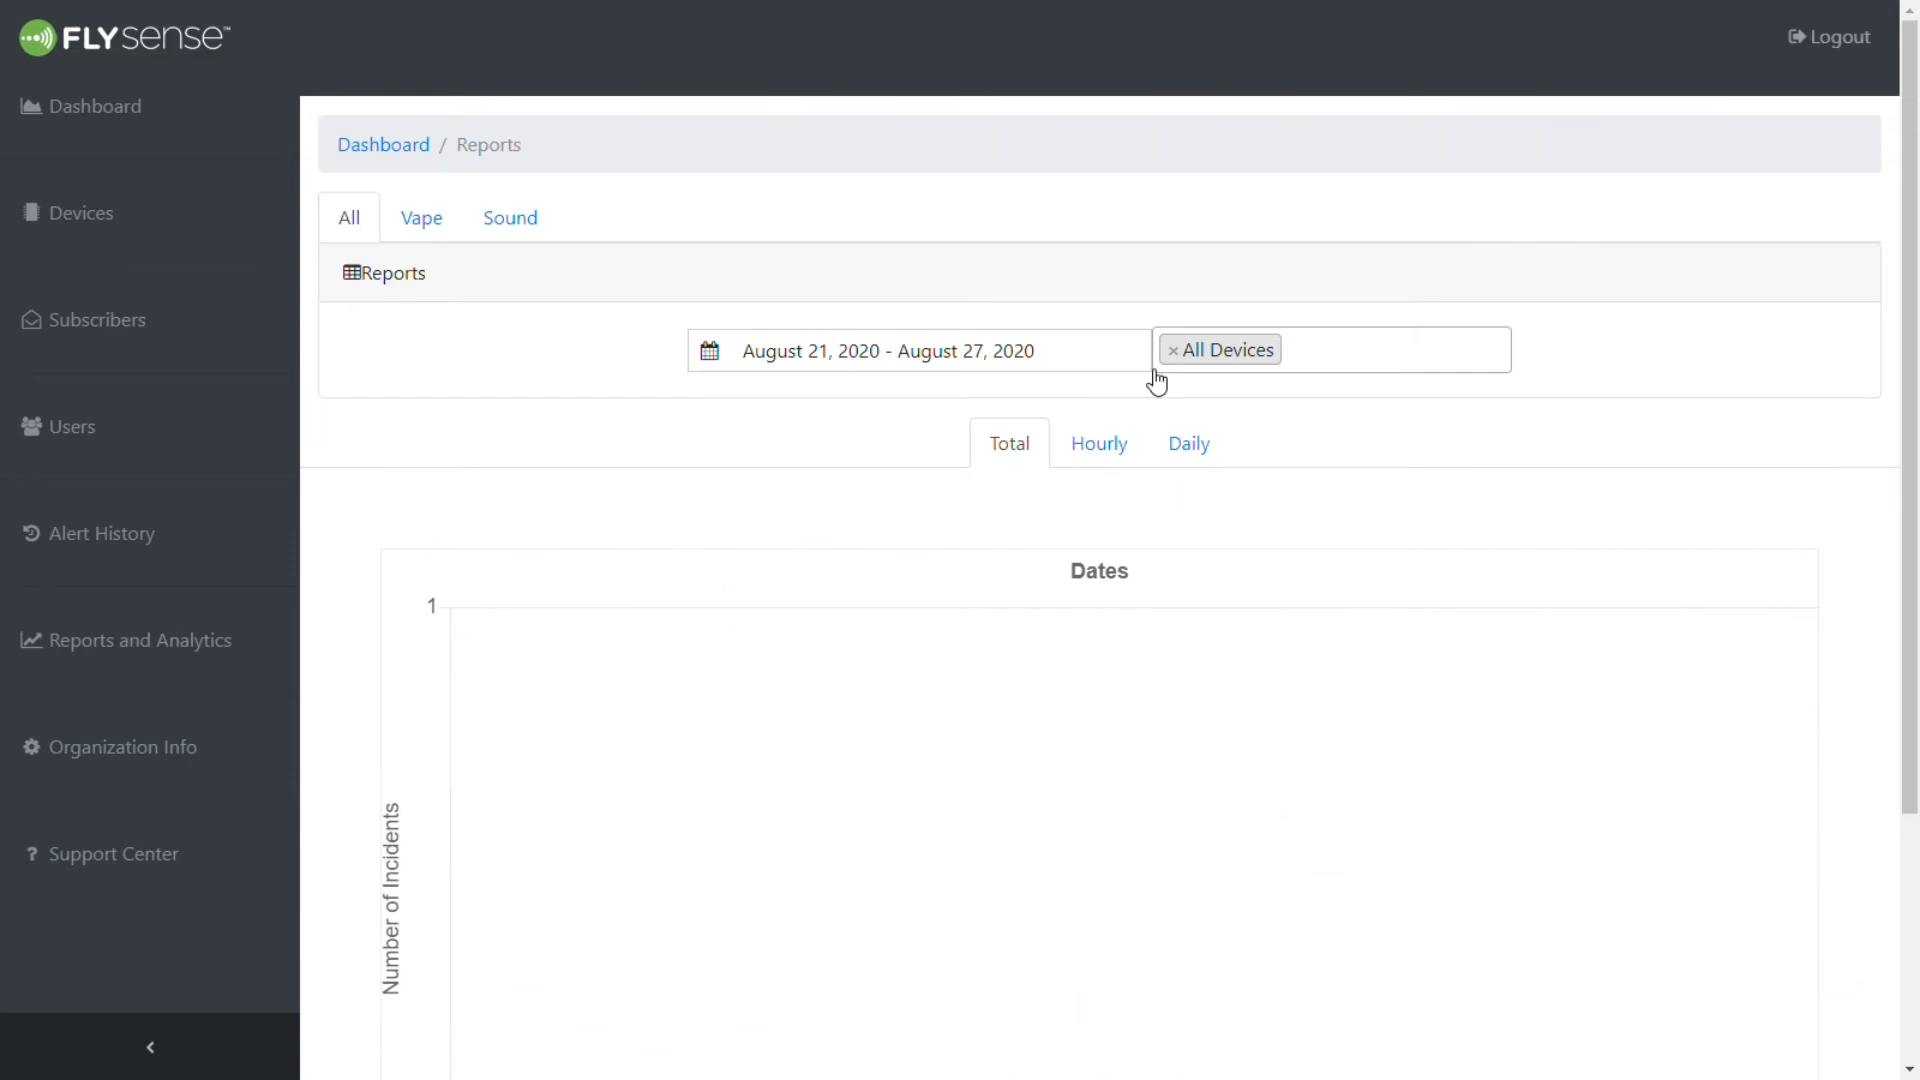 FLYsense™
Logout
Dashboard
Devices
Subscribers
Users
Alert History
Reports and Analytics
Organization Info
? Support Center
Dashboard / Reports
All Vape Sound
Reports
August 21, 2020 - August 27, 2020
× All Devices
Total Hourly Daily
Dates
1
Number of Incidents